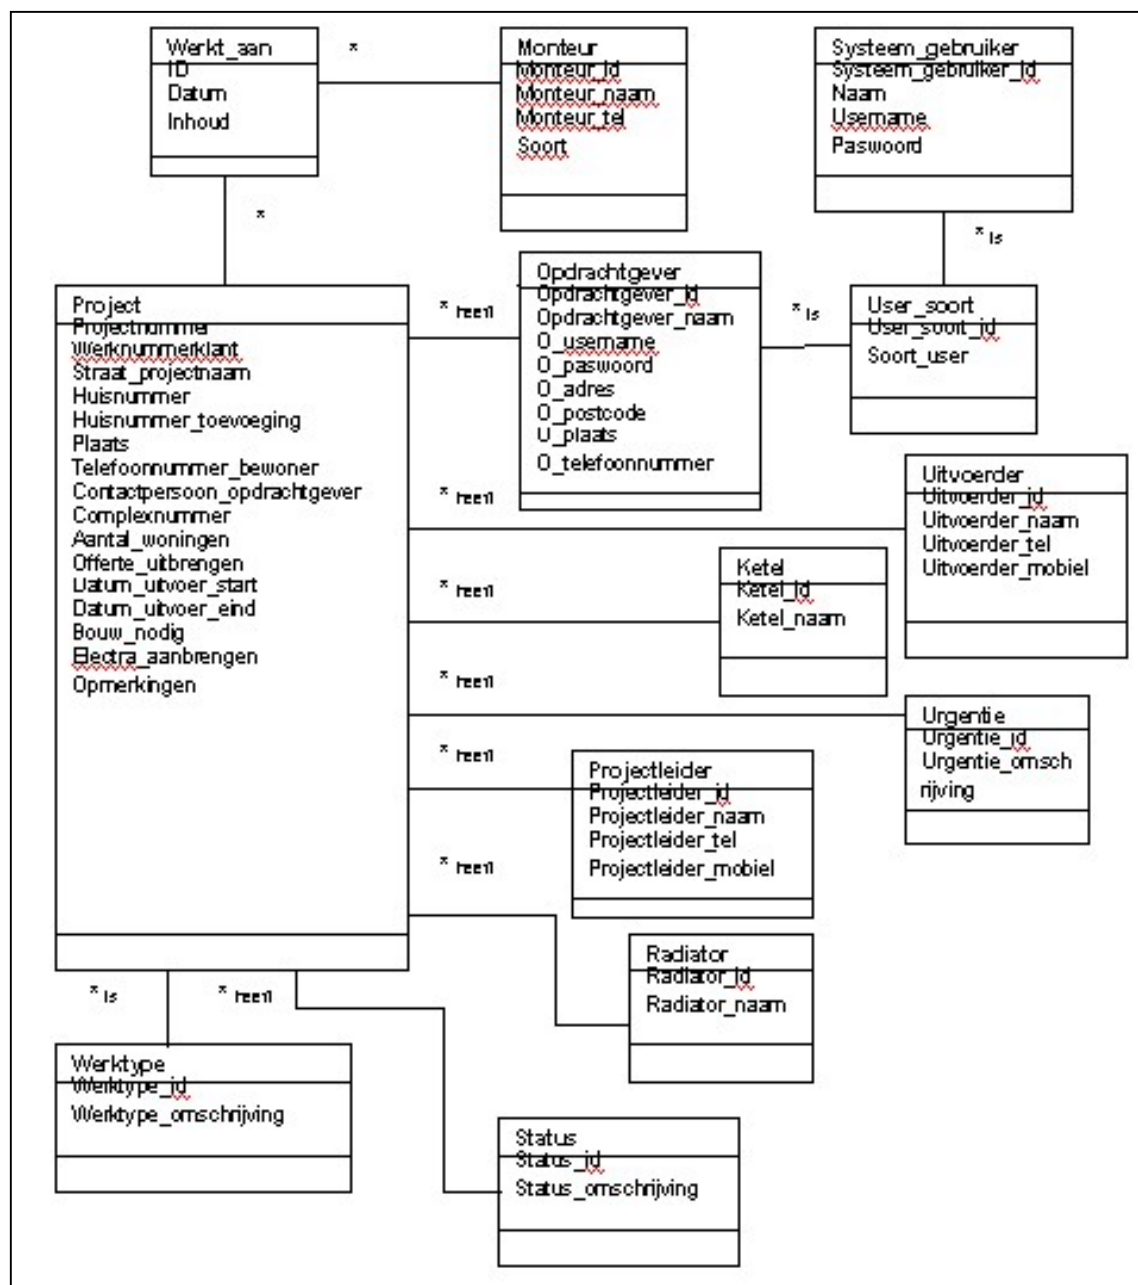 Werkt_aan
ID
Datum
Inhoud
*
Monteur
Monteur_id
Monteur_naam
Monteur_tel
Soort
Systeem_gebruiker
Systeem_gebruiker_id
Naam
Username
Paswoord
*
* is
Project
Projectnummer
Werknummerklant
Straat_projectnaam
Huisnummer
Huisnummer_toevoeging
Plaats
Telefoonnummer_bewoner
Contactpersoon_opdrachtgever
Complexnummer
Aantal_woningen
Offerte_uitbrengen
Datum_uitvoer_start
Datum_uitvoer_eind
Bouw_nodig
Electra_aanbrengen
Opmerkingen
* heeft
Opdrachtgever
Opdrachtgever_id
Opdrachtgever_naam
O_username
O_paswoord
O_adres
O_postcode
O_plaats
O_telefoonnummer
* is
User_soort
User_soort_id
Soort_user
* heeft
Uitvoerder
Uitvoerder_id
Uitvoerder_naam
Uitvoerder_tel
Uitvoerder_mobiel
* heeft
Ketel
Ketel_id
Ketel_naam
* heeft
Urgentie
Urgentie_id
Urgentie_omsch
rijving
* heeft
Projectleider
Projectleider_id
Projectleider_naam
Projectleider_tel
Projectleider_mobiel
* heeft
Radiator
Radiator_id
Radiator_naam
* is
* heeft
Werktype
Werktype_id
Werktype_omschrijving
Status
Status_id
Status_omschrijving